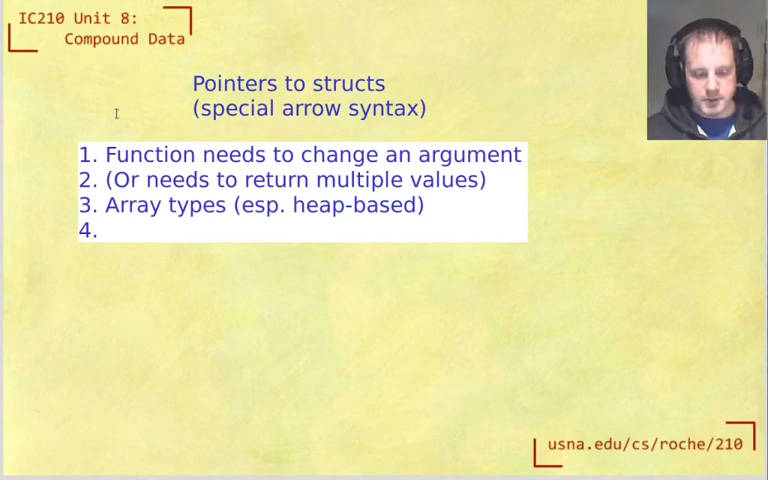 IC210 Unit 8:
Compound Data
Pointers to structs
(special arrow syntax)
1. Function needs to change an argument
2. (Or needs to return multiple values)
3. Array types (esp. heap-based)
4.
usna.edu/cs/roche/210